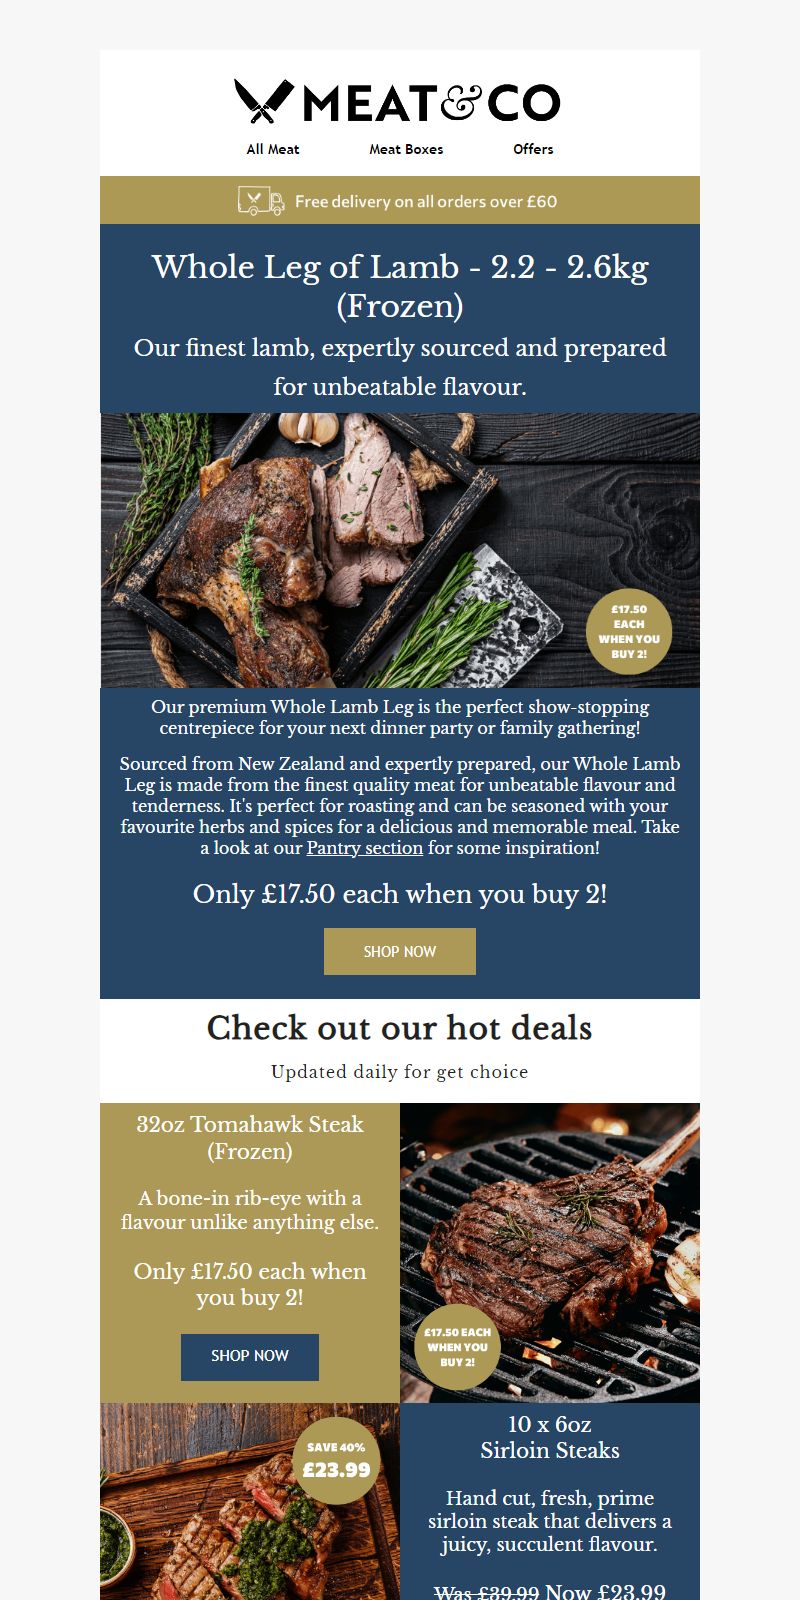 MEAT&CO
All Meat Meat Boxes Offers
Free delivery on all orders over £60
Whole Leg of Lamb - 2.2 - 2.6kg
(Frozen)
Our finest lamb, expertly sourced and prepared
for unbeatable flavour.
£17.50
EACH
WHEN YOU
BUY 2!
Our premium Whole Lamb Leg is the perfect show-stopping
centrepiece for your next dinner party or family gathering!
Sourced from New Zealand and expertly prepared, our Whole Lamb
Leg is made from the finest quality meat for unbeatable flavour and
tenderness. It's perfect for roasting and can be seasoned with your
favourite herbs and spices for a delicious and memorable meal. Take
a look at our Pantry section for some inspiration!
Only £17.50 each when you buy 2!
SHOP NOW
Check out our hot deals
Updated daily for get choice
32oz Tomahawk Steak
(Frozen)
A bone-in rib-eye with a
flavour unlike anything else.
Only £17.50 each when
you buy 2!
SHOP NOW
£17.50 EACH
WHEN YOU
BUY 2!
SAVE 40%
£23.99
10 x 6oz
Sirloin Steaks
Hand cut, fresh, prime
sirloin steak that delivers a
juicy, succulent flavour.
Was £39.99 Now £23.99